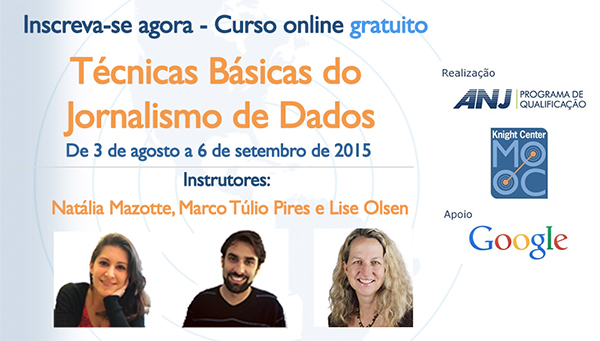 Inscreva-se agora - Curso online gratuito
Técnicas Básicas do
Jornalismo de Dados
De 3 de agosto a 6 de setembro de 2015
Instrutores:
Natália Mazotte, Marco Túlio Pires e Lise Olsen
Realização
ANJ PROGRAMA DE
QUALIFICAÇÃO
Knight Center
MO
OC
Apoio
Google